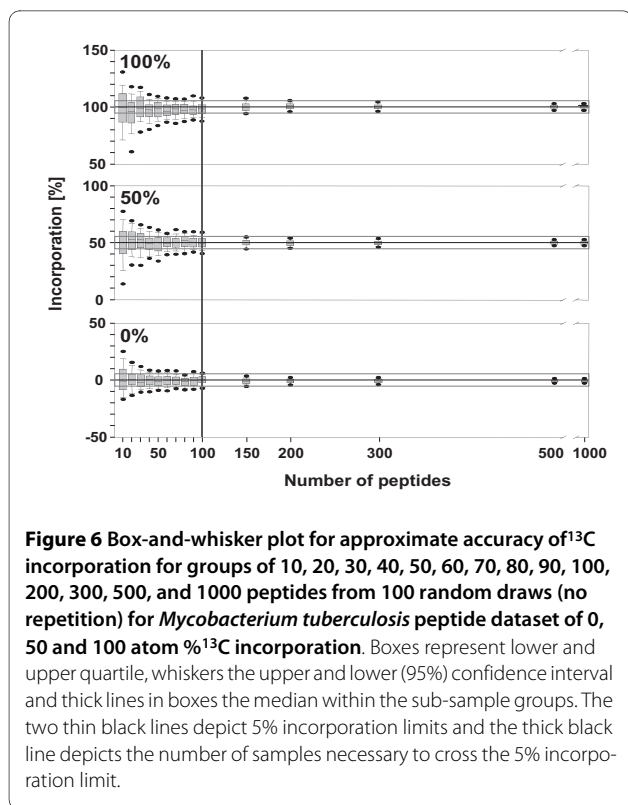 150
100%
100
50
100
50%
50
0
50
0%
0
-50
Incorporation [%]
10 50 100 150 200 300 500 1000
Number of peptides
Figure 6 Box-and-whisker plot for approximate accuracy of 13C
incorporation for groups of 10, 20, 30, 40, 50, 60, 70, 80, 90, 100,
200, 300, 500, and 1000 peptides from 100 random draws (no
repetition) for Mycobacterium tuberculosis peptide dataset of 0,
50 and 100 atom %13C incorporation. Boxes represent lower and
upper quartile, whiskers the upper and lower (95%) confidence interval
and thick lines in boxes the median within the sub-sample groups. The
two thin black lines depict 5% incorporation limits and the thick black
line depicts the number of samples necessary to cross the 5% incorpo-
ration limit.